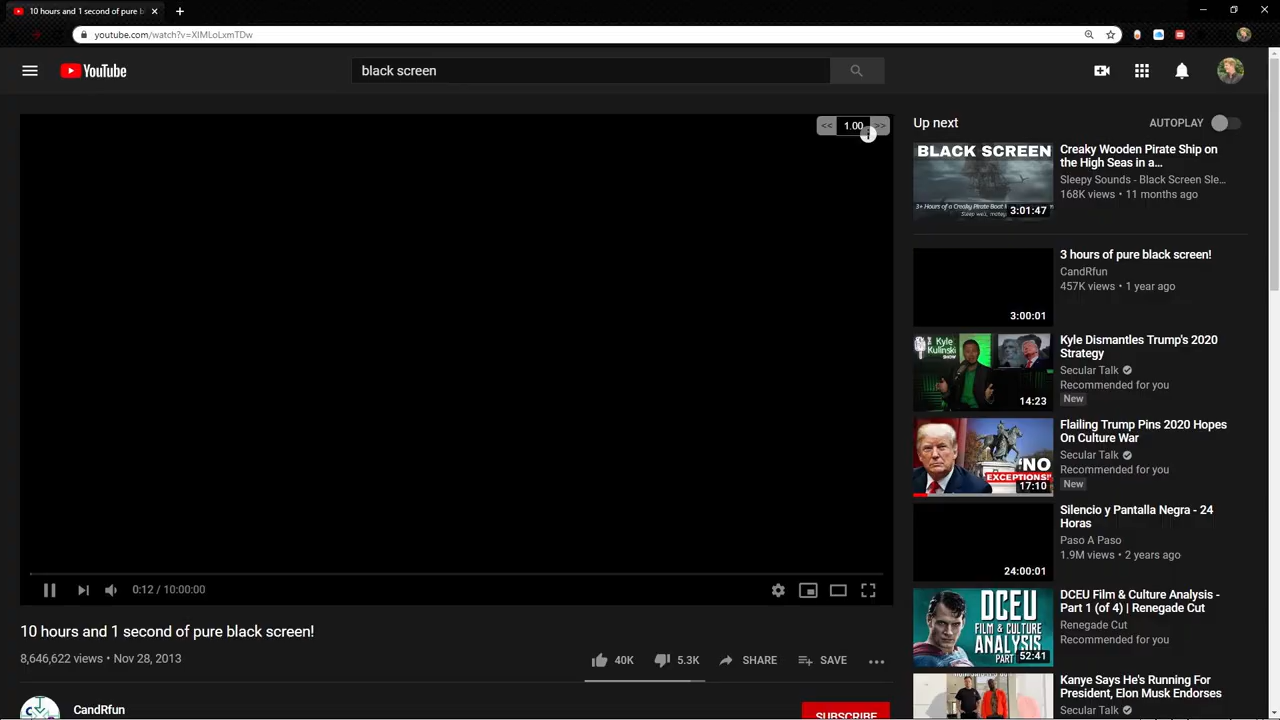 10 hours and 1 second of pure b
youtube.com/watch?v=XIMLoLxmTDw
YouTube
black screen
<< 1.00 >>
0:12 / 10:00:00
10 hours and 1 second of pure black screen!
8,646,622 views • Nov 28, 2013
40K
5.3K
SHARE
SAVE
CandRfun
SUBSCRIBE
Up next
AUTOPLAY
BLACK SCREEN
3:01:47
Creaky Wooden Pirate Ship on
the High Seas in a...
Sleepy Sounds - Black Screen Sle...
168K views • 11 months ago
3:00:01
3 hours of pure black screen!
CandRfun
457K views • 1 year ago
Kyle
Kulinski
14:23
Kyle Dismantles Trump's 2020
Strategy
Secular Talk
Recommended for you
New
'NO
EXCEPTIONS!'
17:10
Flailing Trump Pins 2020 Hopes
On Culture War
Secular Talk
Recommended for you
New
24:00:01
Silencio y Pantalla Negra - 24
Horas
Paso A Paso
1.9M views • 2 years ago
DCEU
FILM & CULTURE
ANALYSIS
PART
52:41
DCEU Film & Culture Analysis -
Part 1 (of 4) | Renegade Cut
Renegade Cut
Recommended for you
Kanye Says He's Running For
President, Elon Musk Endorses
Secular Talk